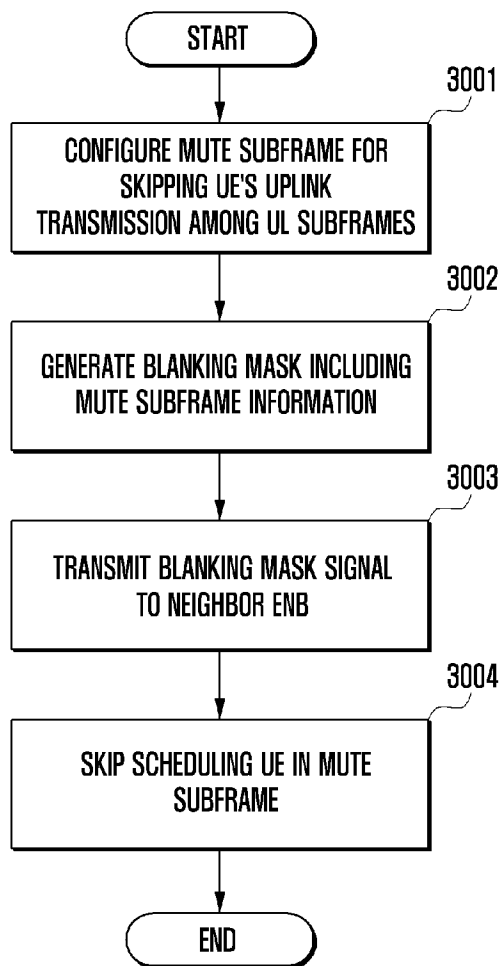 START
3001
CONFIGURE MUTE SUBFRAME FOR
SKIPPING UE'S UPLINK
TRANSMISSION AMONG UL SUBFRAMES
3002
GENERATE BLANKING MASK INCLUDING
MUTE SUBFRAME INFORMATION
3003
TRANSMIT BLANKING MASK SIGNAL
TO NEIGHBOR ENB
3004
SKIP SCHEDULING UE IN MUTE
SUBFRAME
END